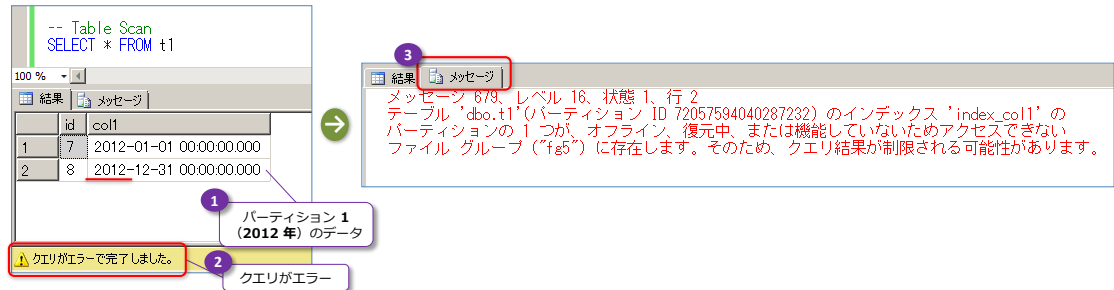 -- Table Scan
SELECT * FROM t1
100 %
結果 メッセージ
id col1
1 7 2012-01-01 00:00:00.000
2 8 2012-12-31 00:00:00.000
1
パーティション 1
（2012 年）のデータ
クエリがエラーで完了しました。
2
クエリがエラー
3
結果 メッセージ
メッセージ 679、レベル 16、状態 1、行 2
テーブル 'dbo.t1'(パーティション ID 72057594040287232) のインデックス 'index_col1' の
パーティションの 1 つが、オフライン、復元中、または機能していないためアクセスできない
ファイル グループ ("fg5") に存在します。そのため、クエリ結果が制限される可能性があります。